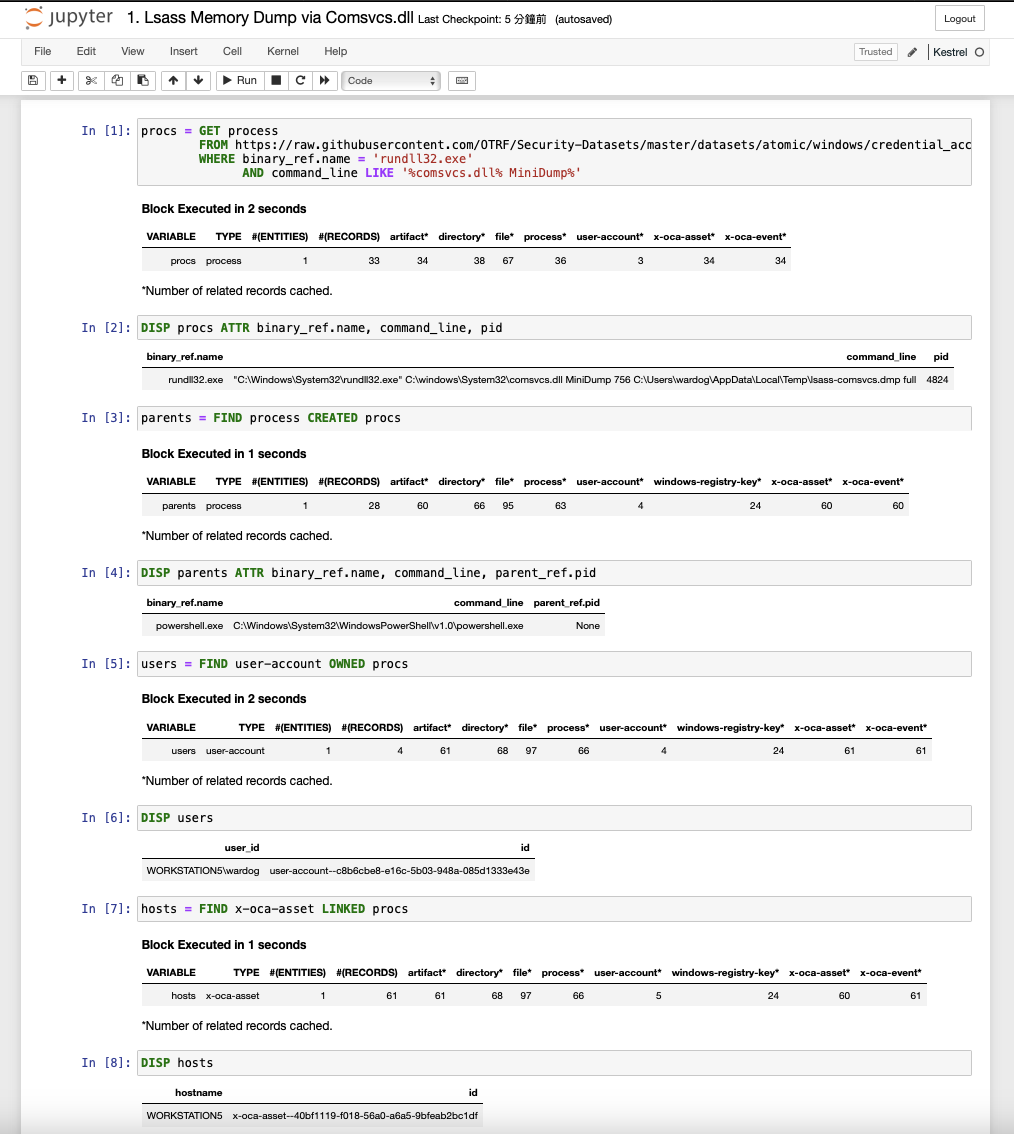 jupyter 1. Lsass Memory Dump via Comsvcs.dll Last Checkpoint: 5 分鐘前 (autosaved)
Logout
File Edit View Insert Cell Kernel Help Trusted Kestrel
Run Code
In [1]: procs = GET process
FROM https://raw.githubusercontent.com/OTRF/Security-Datasets/master/datasets/atomic/windows/credential_acc
WHERE binary_ref.name = 'rundll32.exe'
AND command_line LIKE '%comsvcs.dll% MiniDump%'
Block Executed in 2 seconds
VARIABLE TYPE #(ENTITIES) #(RECORDS) artifact* directory* file* process* user-account* x-oca-asset* x-oca-event*
procs process 1 33 34 38 67 36 3 34 34
*Number of related records cached.
In [2]: DISP procs ATTR binary_ref.name, command_line, pid
binary_ref.name command_line pid
rundll32.exe "C:\Windows\System32\rundll32.exe" C:\windows\System32\comsvcs.dll MiniDump 756 C:\Users\wardog\AppData\Local\Temp\lsass-comsvcs.dmp full 4824
In [3]: parents = FIND process CREATED procs
Block Executed in 1 seconds
VARIABLE TYPE #(ENTITIES) #(RECORDS) artifact* directory* file* process* user-account* windows-registry-key* x-oca-asset* x-oca-event*
parents process 1 28 60 66 95 63 4 24 60 60
*Number of related records cached.
In [4]: DISP parents ATTR binary_ref.name, command_line, parent_ref.pid
binary_ref.name command_line parent_ref.pid
powershell.exe C:\Windows\System32\WindowsPowerShell\v1.0\powershell.exe None
In [5]: users = FIND user-account OWNED procs
Block Executed in 2 seconds
VARIABLE TYPE #(ENTITIES) #(RECORDS) artifact* directory* file* process* user-account* windows-registry-key* x-oca-asset* x-oca-event*
users user-account 1 4 61 68 97 66 4 24 61 61
*Number of related records cached.
In [6]: DISP users
user_id id
WORKSTATION5\wardog user-account--c8b6cbe8-e16c-5b03-948a-085d1333e43e
In [7]: hosts = FIND x-oca-asset LINKED procs
Block Executed in 1 seconds
VARIABLE TYPE #(ENTITIES) #(RECORDS) artifact* directory* file* process* user-account* windows-registry-key* x-oca-asset* x-oca-event*
hosts x-oca-asset 1 61 61 68 97 66 5 24 60 61
*Number of related records cached.
In [8]: DISP hosts
hostname id
WORKSTATION5 x-oca-asset--40bf1119-f018-56a0-a6a5-9bfeab2bc1df